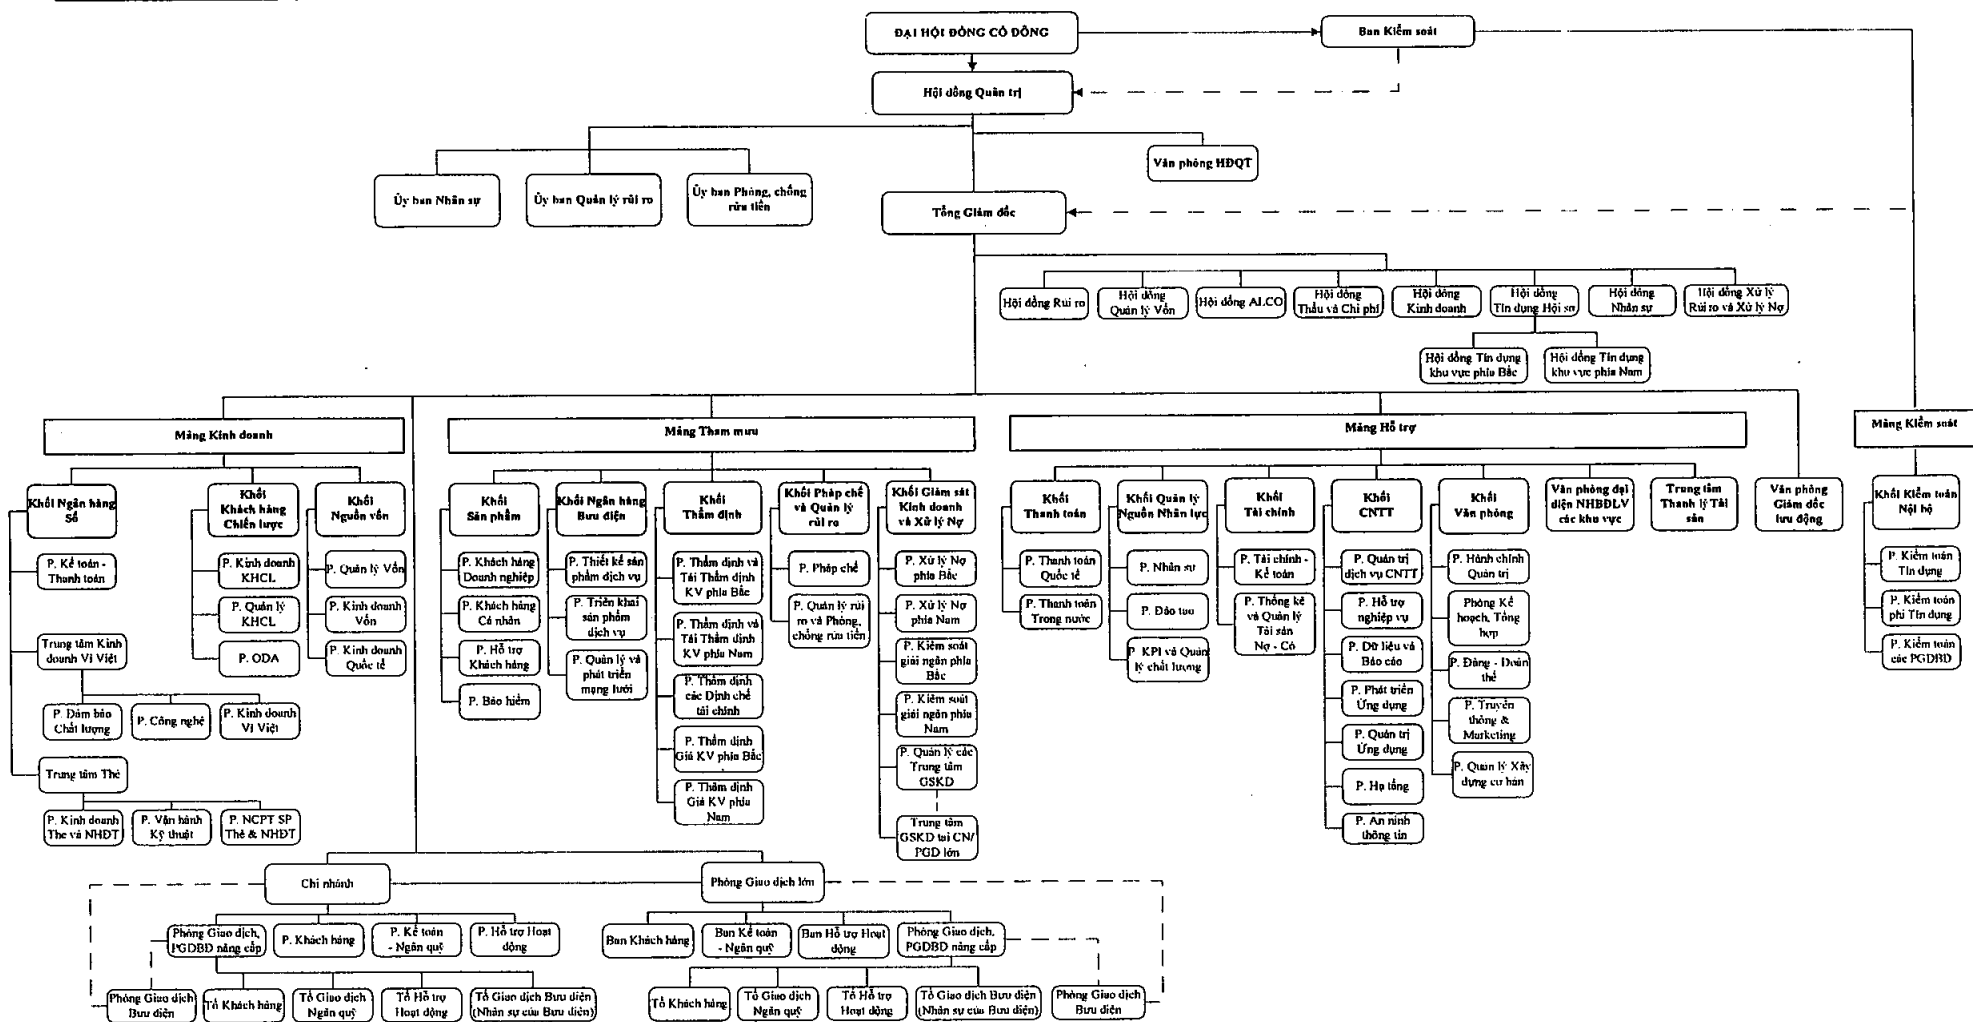 ĐẠI HỘI ĐỒNG CỔ ĐÔNG
Ban Kiểm soát
Hội đồng Quản trị
Văn phòng HĐQT
Ủy ban Nhân sự
Ủy ban Quản lý rủi ro
Ủy ban Phòng, chống
rửa tiền
Tổng Giám đốc
Hội đồng Rủi ro
Hội đồng
Quản lý Vốn
Hội đồng ALCO
Hội đồng
Thầu và Chi phí
Hội đồng
Kinh doanh
Hội đồng
Tín dụng Hội sở
Hội đồng
Nhân sự
Hội đồng Xử lý
Rủi ro và Xử lý Nợ
Hội đồng Tín dụng
khu vực phía Bắc
Hội đồng Tín dụng
khu vực phía Nam
Mảng Kinh doanh
Mảng Tham mưu
Mảng Hỗ trợ
Mảng Kiểm soát
Khối Ngân hàng
Số
Khối
Khách hàng
Chiến lược
Khối
Nguồn vốn
Khối
Sản phẩm
Khối Ngân hàng
Bưu điện
Khối
Thẩm định
Khối Pháp chế
và Quản lý
rủi ro
Khối Giám sát
Kinh doanh
và Xử lý Nợ
Khối
Thanh toán
Khối Quản lý
Nguồn Nhân lực
Khối
Tài chính
Khối
CNTT
Khối
Văn phòng
Văn phòng đại
diện NHBĐLV
các khu vực
Trung tâm
Thanh lý Tài
sản
Văn phòng
Giám đốc
lưu động
Khối Kiểm toán
Nội bộ
P. Kế toán -
Thanh toán
Trung tâm Kinh
doanh Ví Việt
P. Đảm bảo
Chất lượng
P. Công nghệ
P. Kinh doanh
Ví Việt
Trung tâm Thẻ
P. Kinh doanh
Thẻ và NHĐT
P. Vận hành
Kỹ thuật
P. NCPT SP
Thẻ & NHĐT
P. Kinh doanh
KHCL
P. Quản lý
KHCL
P. ODA
P. Quản lý Vốn
P. Kinh doanh
Vốn
P. Kinh doanh
Quốc tế
P. Khách hàng
Doanh nghiệp
P. Khách hàng
Cá nhân
P. Hỗ trợ
Khách hàng
P. Bảo hiểm
P. Thiết kế sản
phẩm dịch vụ
P. Triển khai
sản phẩm
dịch vụ
P. Quản lý và
phát triển
mạng lưới
P. Thẩm định và
Tái Thẩm định
KV phía Bắc
P. Thẩm định và
Tái Thẩm định
KV phía Nam
P. Thẩm định
các Định chế
tài chính
P. Thẩm định
Giá KV phía Bắc
P. Thẩm định
Giá KV phía
Nam
P. Pháp chế
P. Quản lý rủi
ro và Phòng,
chống rửa tiền
P. Xử lý Nợ
phía Bắc
P. Xử lý Nợ
phía Nam
P. Kiểm soát
giải ngân phía
Bắc
P. Kiểm soát
giải ngân phía
Nam
P. Quản lý các
Trung tâm
GSKD
Trung tâm
GSKD tại CN/
PGD lớn
P. Thanh toán
Quốc tế
P. Thanh toán
Trong nước
P. Nhân sự
P. Đào tạo
P. KPI và Quản
lý chất lượng
P. Tài chính -
Kế toán
P. Thống kê
và Quản lý
Tài sản
Nợ - Có
P. Quản trị
dịch vụ CNTT
P. Hỗ trợ
nghiệp vụ
P. Dữ liệu và
Báo cáo
P. Phát triển
Ứng dụng
P. Quản trị
Ứng dụng
P. Hạ tầng
P. An ninh
thông tin
P. Hành chính
Quản trị
Phòng Kế
hoạch, Tổng
hợp
P. Đảng - Đoàn
thể
P. Truyền
thông &
Marketing
P. Quản lý Xây
dựng cơ bản
P. Kiểm toán
Tín dụng
P. Kiểm toán
phi Tín dụng
P. Kiểm toán
các PGDBĐ
Chi nhánh
Phòng Giao dịch lớn
Phòng Giao dịch,
PGDBĐ nâng cấp
P. Khách hàng
P. Kế toán
- Ngân quỹ
P. Hỗ trợ Hoạt
động
Ban Khách hàng
Ban Kế toán
- Ngân quỹ
Ban Hỗ trợ Hoạt
động
Phòng Giao dịch,
PGDBĐ nâng cấp
Phòng Giao dịch
Bưu điện
Tổ Khách hàng
Tổ Giao dịch
Ngân quỹ
Tổ Hỗ trợ
Hoạt động
Tổ Giao dịch Bưu điện
(Nhân sự của Bưu điện)
Tổ Khách hàng
Tổ Giao dịch
Ngân quỹ
Tổ Hỗ trợ
Hoạt động
Tổ Giao dịch Bưu điện
(Nhân sự của Bưu điện)
Phòng Giao dịch
Bưu điện